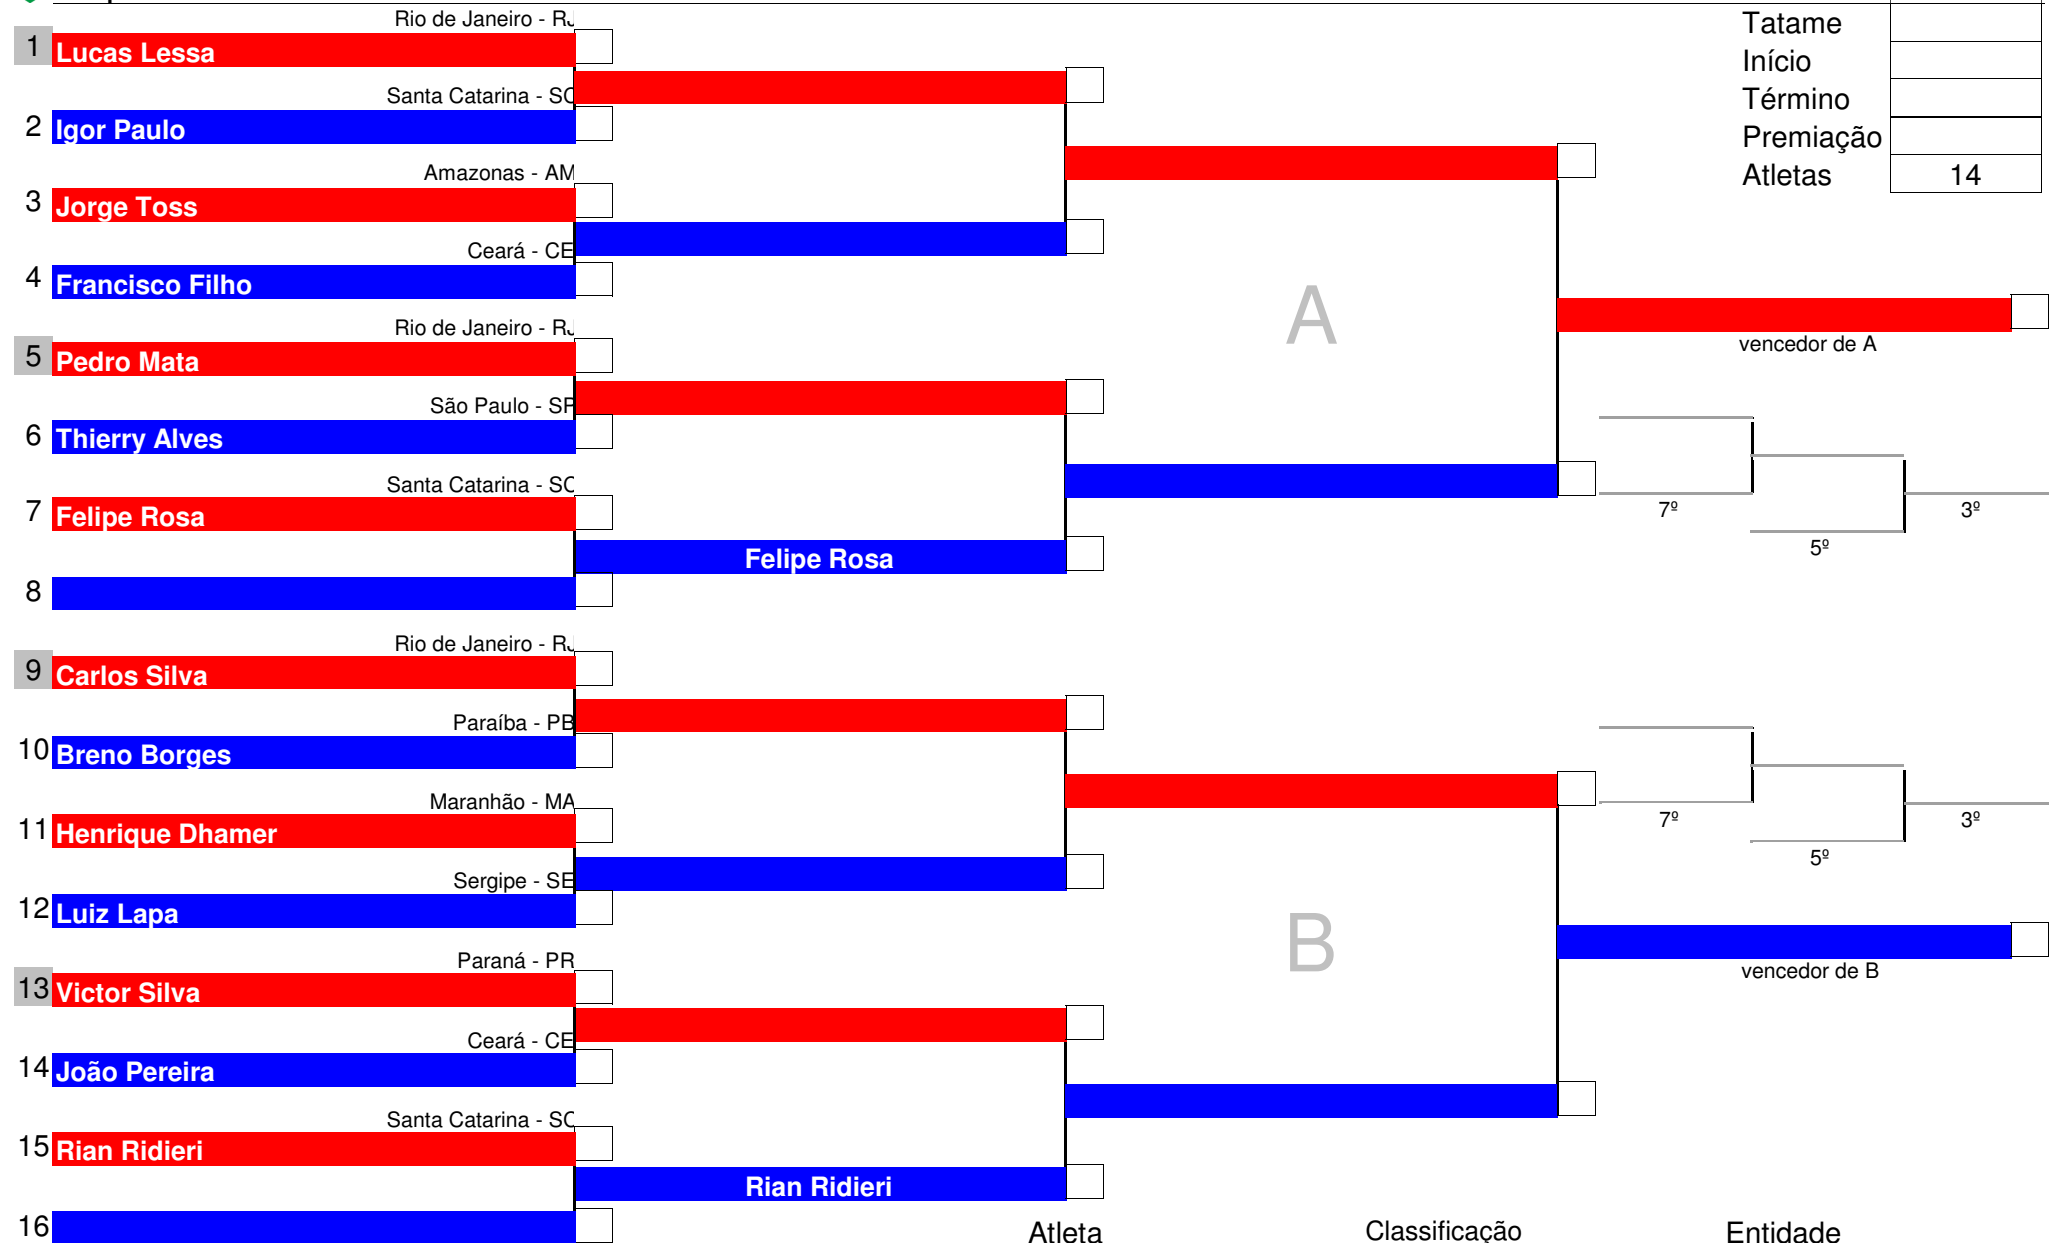 Rio de Janeiro - RJ
1 Lucas Lessa
Santa Catarina - SC
2 Igor Paulo
Amazonas - AM
3 Jorge Toss
Ceará - CE
4 Francisco Filho
Rio de Janeiro - RJ
5 Pedro Mata
São Paulo - SP
6 Thierry Alves
Santa Catarina - SC
7 Felipe Rosa
Felipe Rosa
8
Rio de Janeiro - RJ
9 Carlos Silva
Paraíba - PB
10 Breno Borges
Maranhão - MA
11 Henrique Dhamer
Sergipe - SE
12 Luiz Lapa
Paraná - PR
13 Victor Silva
Ceará - CE
14 João Pereira
Santa Catarina - SC
15 Rian Ridieri
Rian Ridieri
16
A
B
Tatame
Início
Término
Premiação
Atletas 14
vencedor de A
7º
3º
5º
7º
3º
5º
vencedor de B
Atleta Classificação Entidade